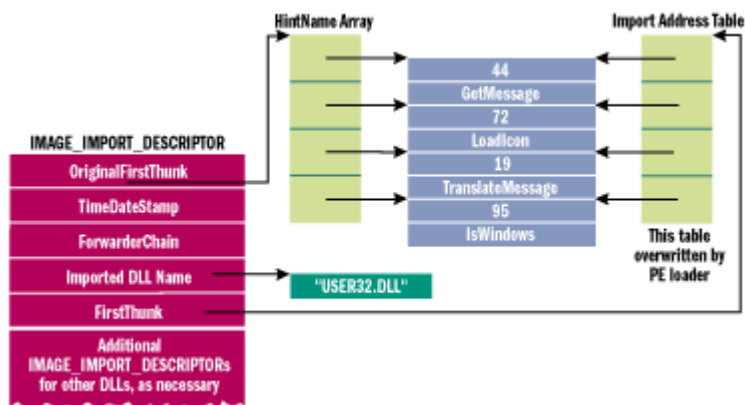 HintName Array
Import Address Table
44
GetMessage
72
LoadIcon
19
TranslateMessage
95
IsWindows
IMAGE_IMPORT_DESCRIPTOR
OriginalFirstThunk
TimeDateStamp
ForwarderChain
Imported DLL Name
FirstThunk
Additional
IMAGE_IMPORT_DESCRIPTORs
for other DLLs, as necessary
"USER32.DLL"
This table
overwritten by
PE loader